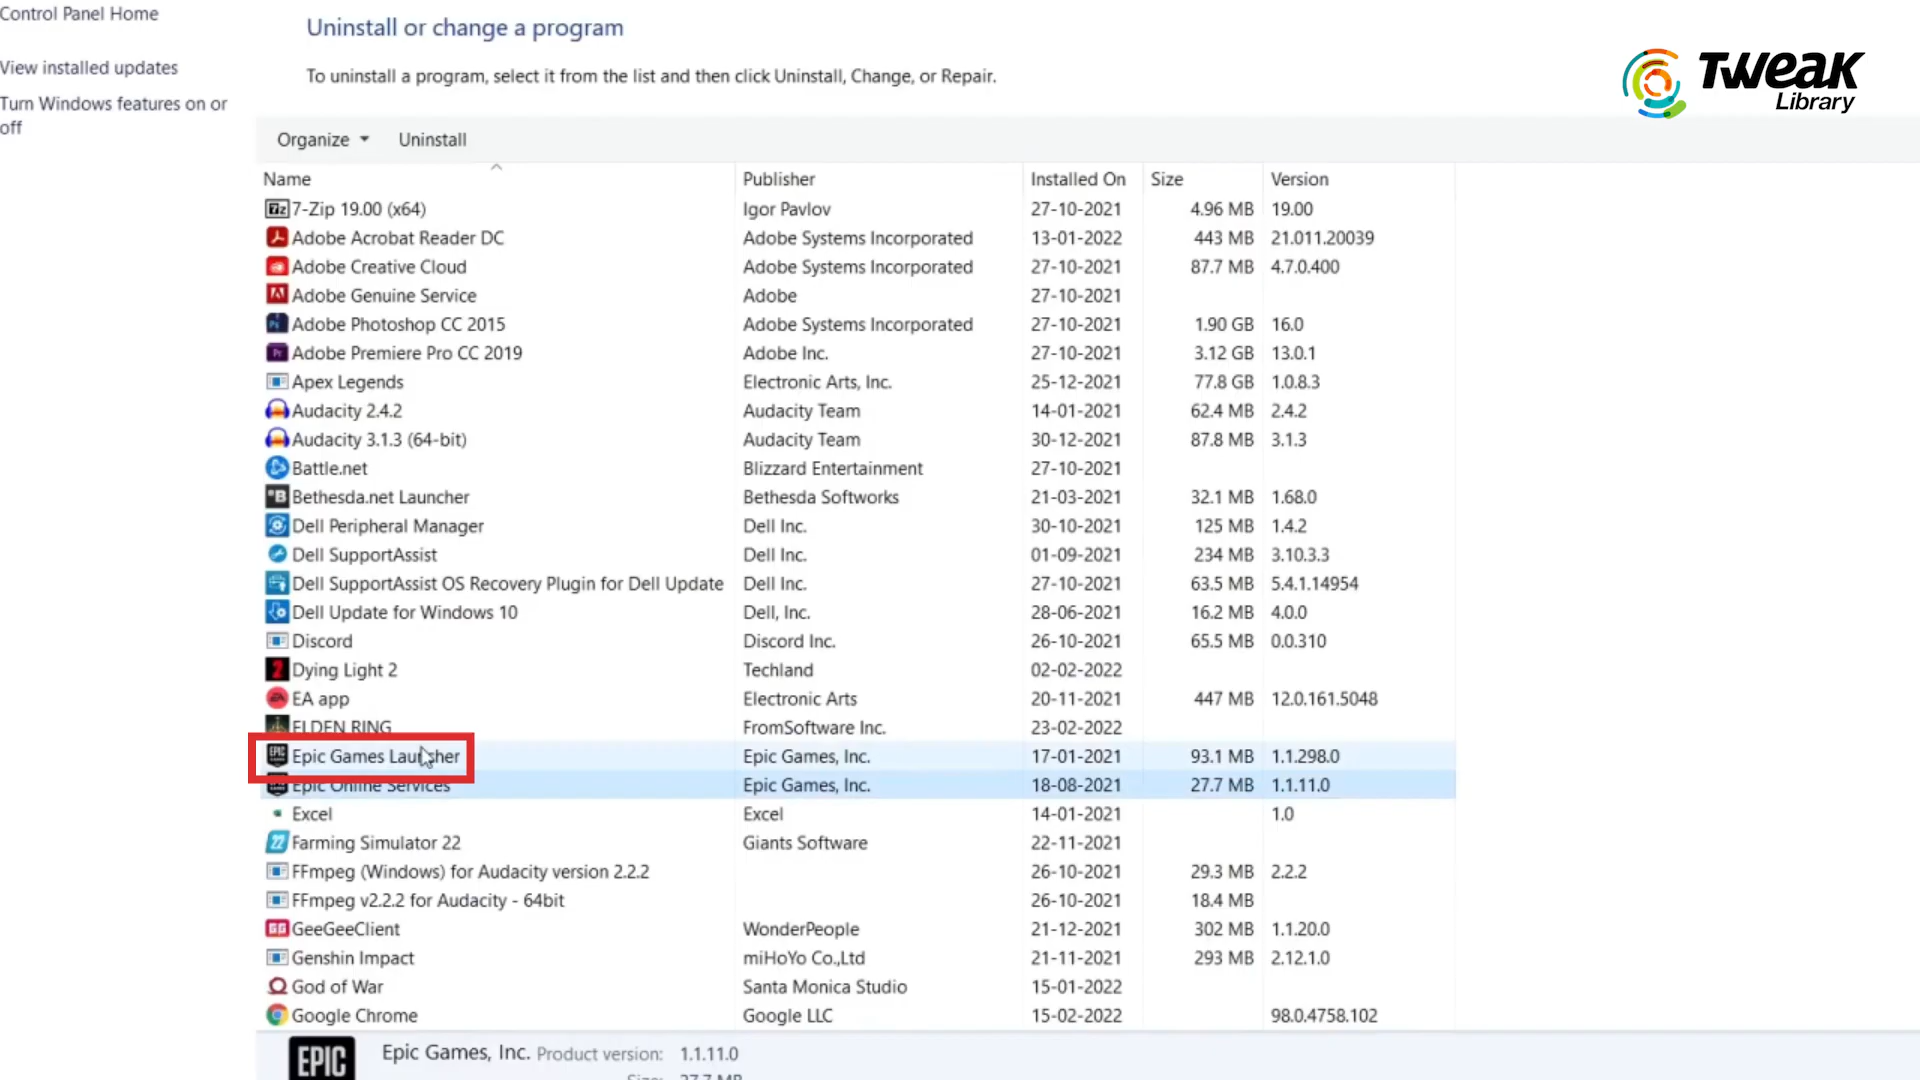 Control Panel Home
View installed updates
Turn Windows features on or
off
Uninstall or change a program
To uninstall a program, select it from the list and then click Uninstall, Change, or Repair.
TWEAK
Library
Organize Uninstall
Name Publisher Installed On Size Version
7z 7-Zip 19.00 (x64) Igor Pavlov 27-10-2021 4.96 MB 19.00
Adobe Acrobat Reader DC Adobe Systems Incorporated 13-01-2022 443 MB 21.011.20039
Adobe Creative Cloud Adobe Systems Incorporated 27-10-2021 87.7 MB 4.7.0.400
Adobe Genuine Service Adobe 27-10-2021
Ps Adobe Photoshop CC 2015 Adobe Systems Incorporated 27-10-2021 1.90 GB 16.0
Pr Adobe Premiere Pro CC 2019 Adobe Inc. 27-10-2021 3.12 GB 13.0.1
Apex Legends Electronic Arts, Inc. 25-12-2021 77.8 GB 1.0.8.3
Audacity 2.4.2 Audacity Team 14-01-2021 62.4 MB 2.4.2
Audacity 3.1.3 (64-bit) Audacity Team 30-12-2021 87.8 MB 3.1.3
Battle.net Blizzard Entertainment 27-10-2021
B Bethesda.net Launcher Bethesda Softworks 21-03-2021 32.1 MB 1.68.0
Dell Peripheral Manager Dell Inc. 30-10-2021 125 MB 1.4.2
Dell SupportAssist Dell Inc. 01-09-2021 234 MB 3.10.3.3
Dell SupportAssist OS Recovery Plugin for Dell Update Dell Inc. 27-10-2021 63.5 MB 5.4.1.14954
Dell Update for Windows 10 Dell, Inc. 28-06-2021 16.2 MB 4.0.0
Discord Discord Inc. 26-10-2021 65.5 MB 0.0.310
2 Dying Light 2 Techland 02-02-2022
EA EA app Electronic Arts 20-11-2021 447 MB 12.0.161.5048
ELDEN RING FromSoftware Inc. 23-02-2022
EPIC Epic Games Launcher Epic Games, Inc. 17-01-2021 93.1 MB 1.1.298.0
Epic Online Services Epic Games, Inc. 18-08-2021 27.7 MB 1.1.11.0
Excel Excel 14-01-2021 1.0
22 Farming Simulator 22 Giants Software 22-11-2021
FFmpeg (Windows) for Audacity version 2.2.2 26-10-2021 29.3 MB 2.2.2
FFmpeg v2.2.2 for Audacity - 64bit 26-10-2021 18.4 MB
GG GeeGeeClient WonderPeople 21-12-2021 302 MB 1.1.20.0
Genshin Impact miHoYo Co.,Ltd 21-11-2021 293 MB 2.12.1.0
God of War Santa Monica Studio 15-01-2022
Google Chrome Google LLC 15-02-2022 98.0.4758.102
EPIC Epic Games, Inc. Product version: 1.1.11.0
Size: 27.7 MB